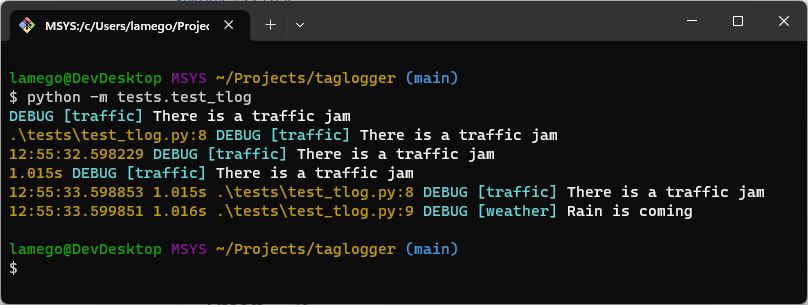 MSYS:/c/Users/lamego/Projec
lamego@DevDesktop MSYS ~/Projects/taglogger (main)
$ python -m tests.test_tlog
DEBUG [traffic] There is a traffic jam
.\tests\test_tlog.py:8 DEBUG [traffic] There is a traffic jam
12:55:32.598229 DEBUG [traffic] There is a traffic jam
1.015s DEBUG [traffic] There is a traffic jam
12:55:33.598853 1.015s .\tests\test_tlog.py:8 DEBUG [traffic] There is a traffic jam
12:55:33.599851 1.016s .\tests\test_tlog.py:9 DEBUG [weather] Rain is coming
lamego@DevDesktop MSYS ~/Projects/taglogger (main)
$